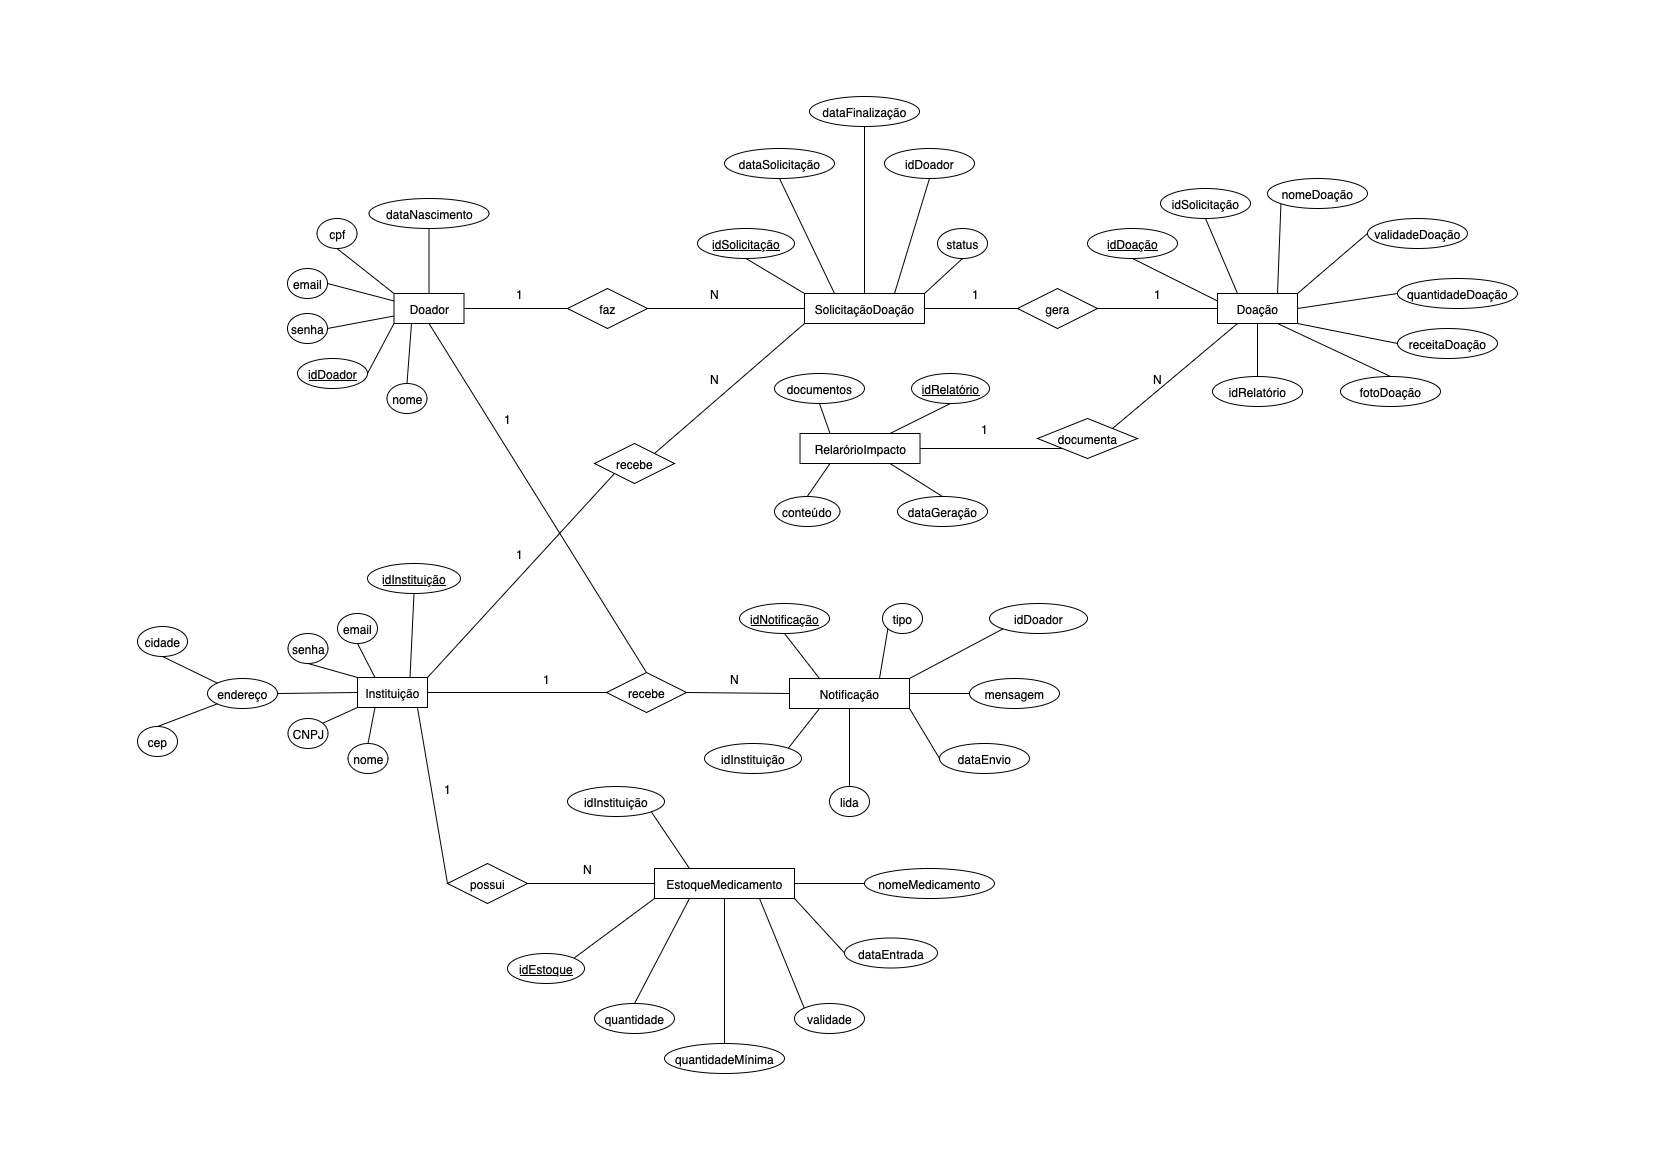 dataFinalização
dataSolicitação
idDoador
nomeDoação
idSolicitação
dataNascimento
cpf
validadeDoação
idSolicitação
status
idDoação
email
quantidadeDoação
1
N
1
1
Doador
faz
SolicitaçãoDoação
gera
Doação
senha
receitaDoação
idDoador
N
N
documentos
idRelatório
idRelatório
fotoDoação
nome
1
1
documenta
RelarórioImpacto
recebe
conteúdo
dataGeração
1
idInstituição
idNotificação
tipo
idDoador
email
cidade
senha
1
N
endereço
Instituição
recebe
Notificação
mensagem
CNPJ
cep
nome
idInstituição
dataEnvio
1
idInstituição
lida
N
possui
EstoqueMedicamento
nomeMedicamento
dataEntrada
idEstoque
quantidade
validade
quantidadeMínima